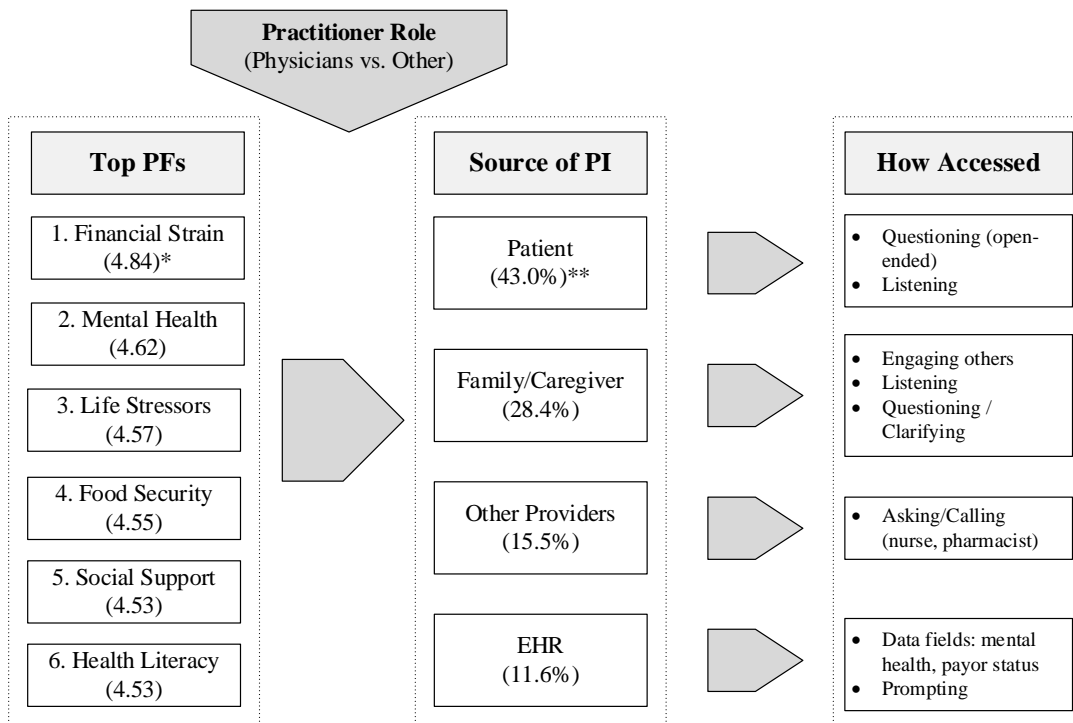 Practitioner Role
(Physicians vs. Other)
Top PFs
1. Financial Strain
(4.84)*
2. Mental Health
(4.62)
3. Life Stressors
(4.57)
4. Food Security
(4.55)
5. Social Support
(4.53)
6. Health Literacy
(4.53)
Source of PI
Patient
(43.0%)**
Family/Caregiver
(28.4%)
Other Providers
(15.5%)
EHR
(11.6%)
How Accessed
• Questioning (open-
ended)
• Listening
• Engaging others
• Listening
• Questioning /
Clarifying
• Asking/Calling
(nurse, pharmacist)
• Data fields: mental
health, payor status
• Prompting